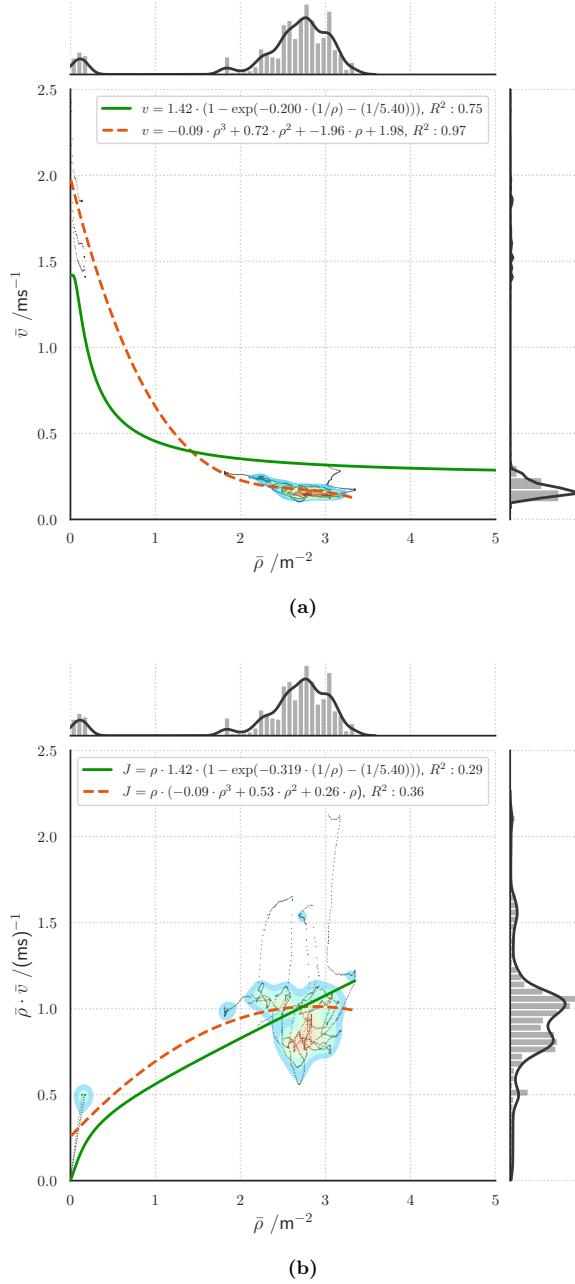 2.5
2.0
1.5
1.0
0.5
0.0
v̄ /ms⁻¹
v = 1.42 · (1 − exp(−0.200 · (1/ρ) − (1/5.40))), R² : 0.75
v = −0.09 · ρ³ + 0.72 · ρ² + −1.96 · ρ + 1.98, R² : 0.97
0 1 2 3 4 5
ρ̄ /m⁻²
(a)
2.5
2.0
1.5
1.0
0.5
0.0
ρ̄ · v̄ /(ms)⁻¹
J = ρ · 1.42 · (1 − exp(−0.319 · (1/ρ) − (1/5.40))), R² : 0.29
J = ρ · (−0.09 · ρ³ + 0.53 · ρ² + 0.26 · ρ), R² : 0.36
0 1 2 3 4 5
ρ̄ /m⁻²
(b)